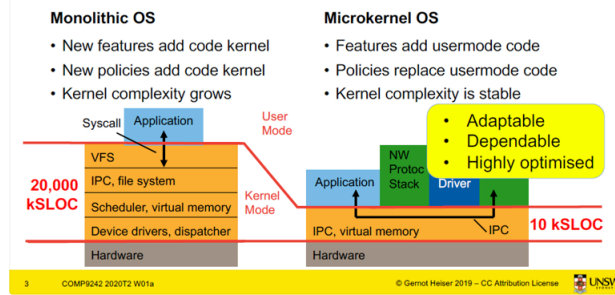 Monolithic OS
• New features add code kernel
• New policies add code kernel
• Kernel complexity grows
Microkernel OS
• Features add usermode code
• Policies replace usermode code
• Kernel complexity is stable
• Adaptable
• Dependable
• Highly optimised
Syscall
Application
User
Mode
VFS
IPC, file system
Scheduler, virtual memory
Device drivers, dispatcher
Hardware
20,000
kSLOC
Kernel
Mode
Application
NW
Protoc
Stack
Driver
IPC, virtual memory
IPC
Hardware
10 kSLOC
3
COMP9242 2020T2 W01a
© Gernot Heiser 2019 – CC Attribution License